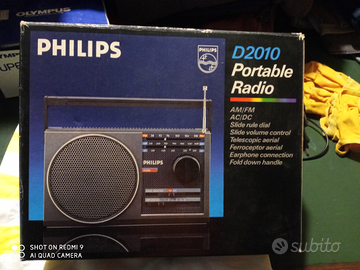 OLYMPUS
PHILIPS
PHILIPS
D2010
Portable
Radio
AM/FM
AC/DC
Slide rule dial
Slide volume control
Telescopic aerial
Ferroceptor aerial
Earphone connection
Fold down handle
PHILIPS
SHOT ON REDMI 9
AI QUAD CAMERA
subito